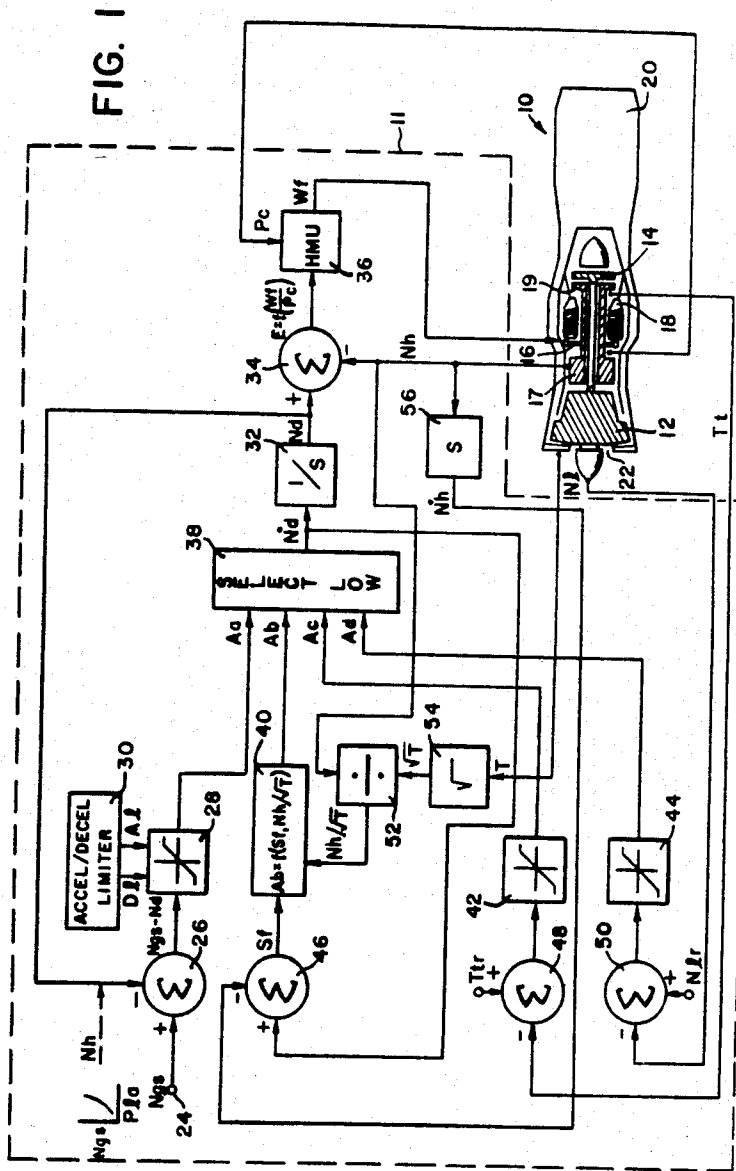 FIG. 1
11
Ngs
Pla
Nh
Ngs
24
+
-
Σ
26
Ngs-Nd
ACCEL/DECEL
LIMITER
30
Dl
Al
28
Aa
Ab
Ac
Ad
SELECT LOW
38
Ṅd
1/S
32
Nd
+
-
Σ
34
E=f(Wf/Pc)
Pc
HMU
36
Wf
Nh
S
56
Ṅh
40
Ab=f(Sf, Nh/√T)
Sf
+
-
Σ
46
Nh/√T
÷
52
√T
√
54
T
42
Ttr
+
-
Σ
48
44
Nlr
+
-
Σ
50
Nl
Tt
10
12
14
16
17
18
19
20
22